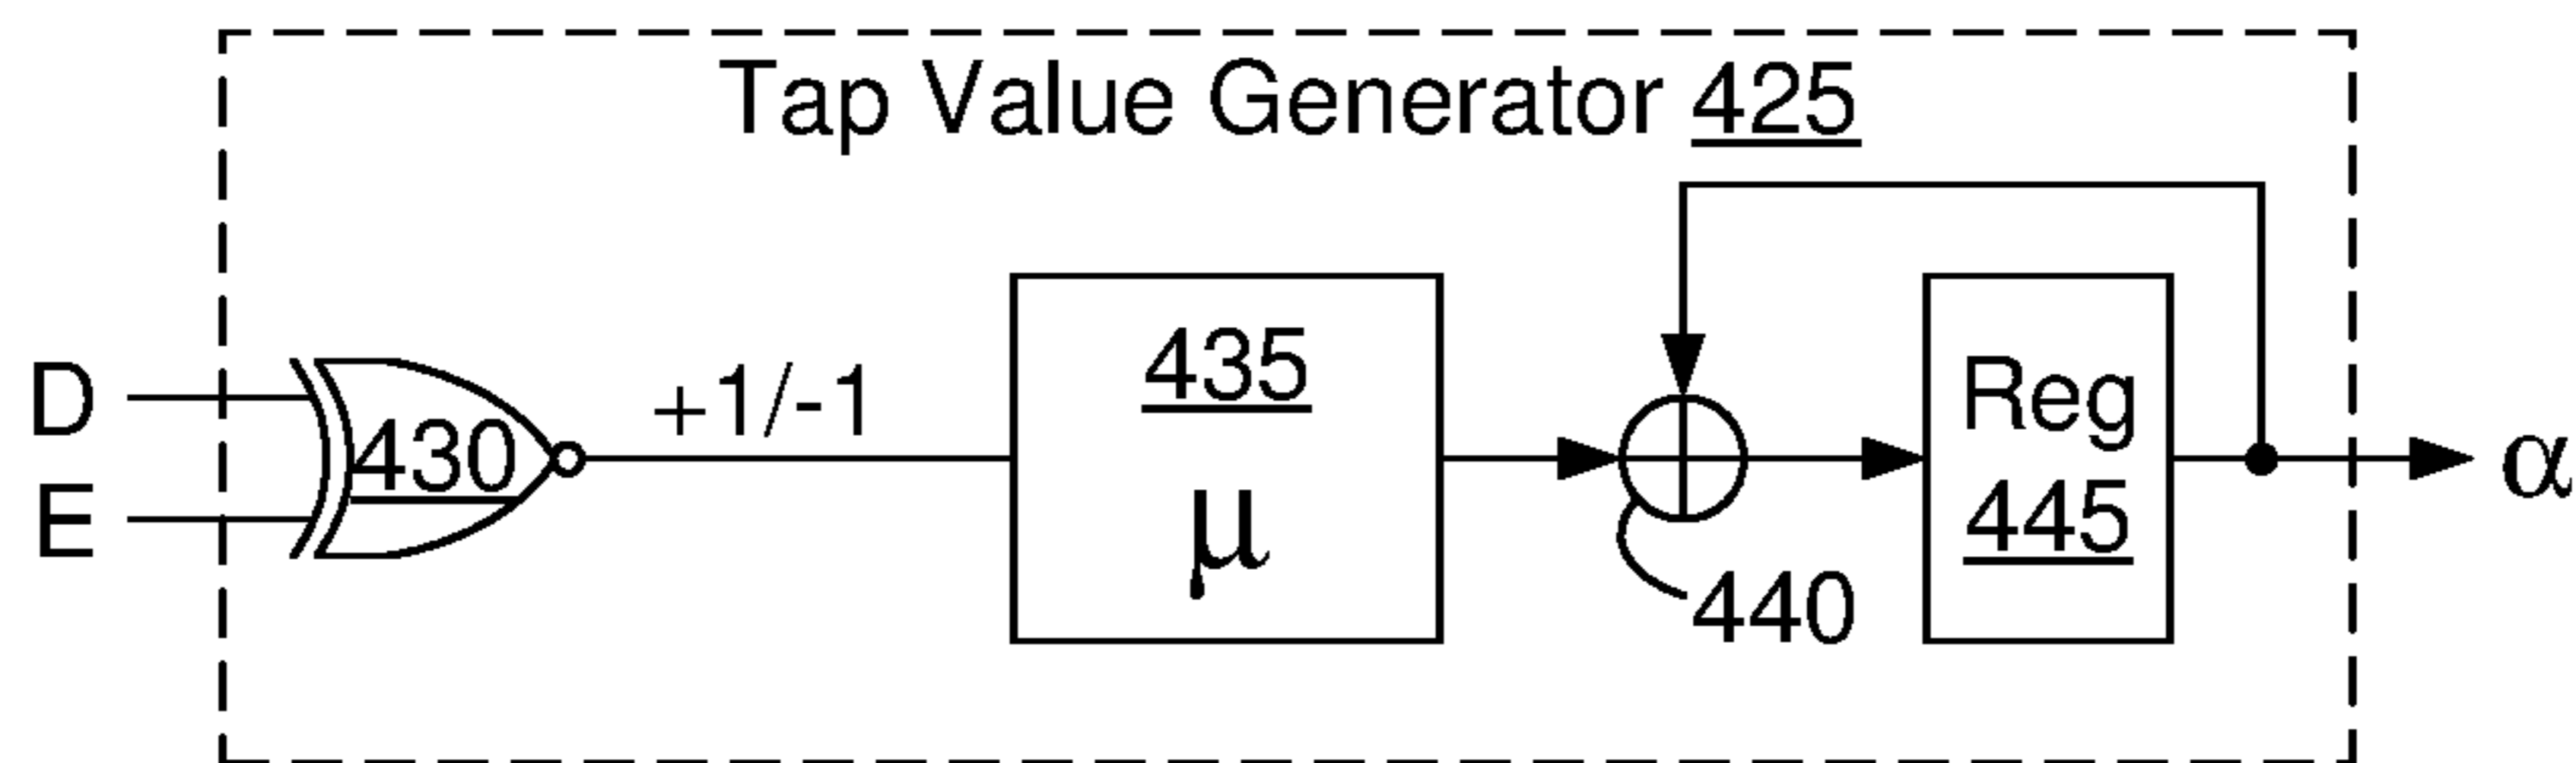 Tap Value Generator 425
D
E
430
+1/-1
435
μ
440
Reg
445
α